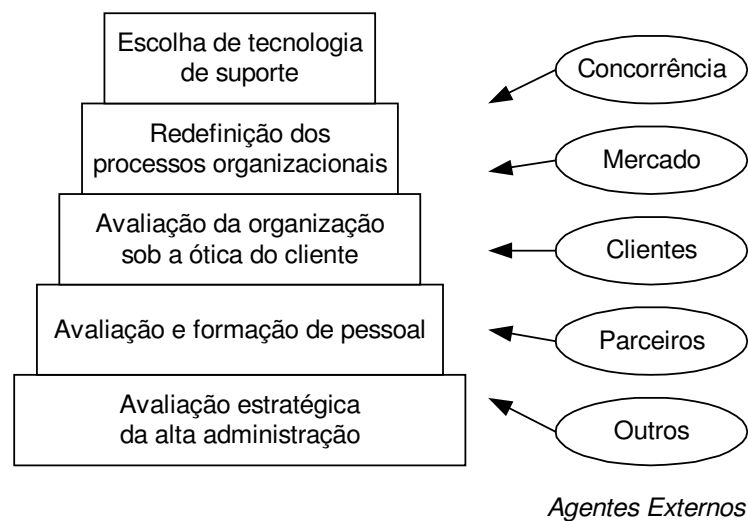 Escolha de tecnologia
de suporte
Redefinição dos
processos organizacionais
Avaliação da organização
sob a ótica do cliente
Avaliação e formação de pessoal
Avaliação estratégica
da alta administração
Concorrência
Mercado
Clientes
Parceiros
Outros
Agentes Externos